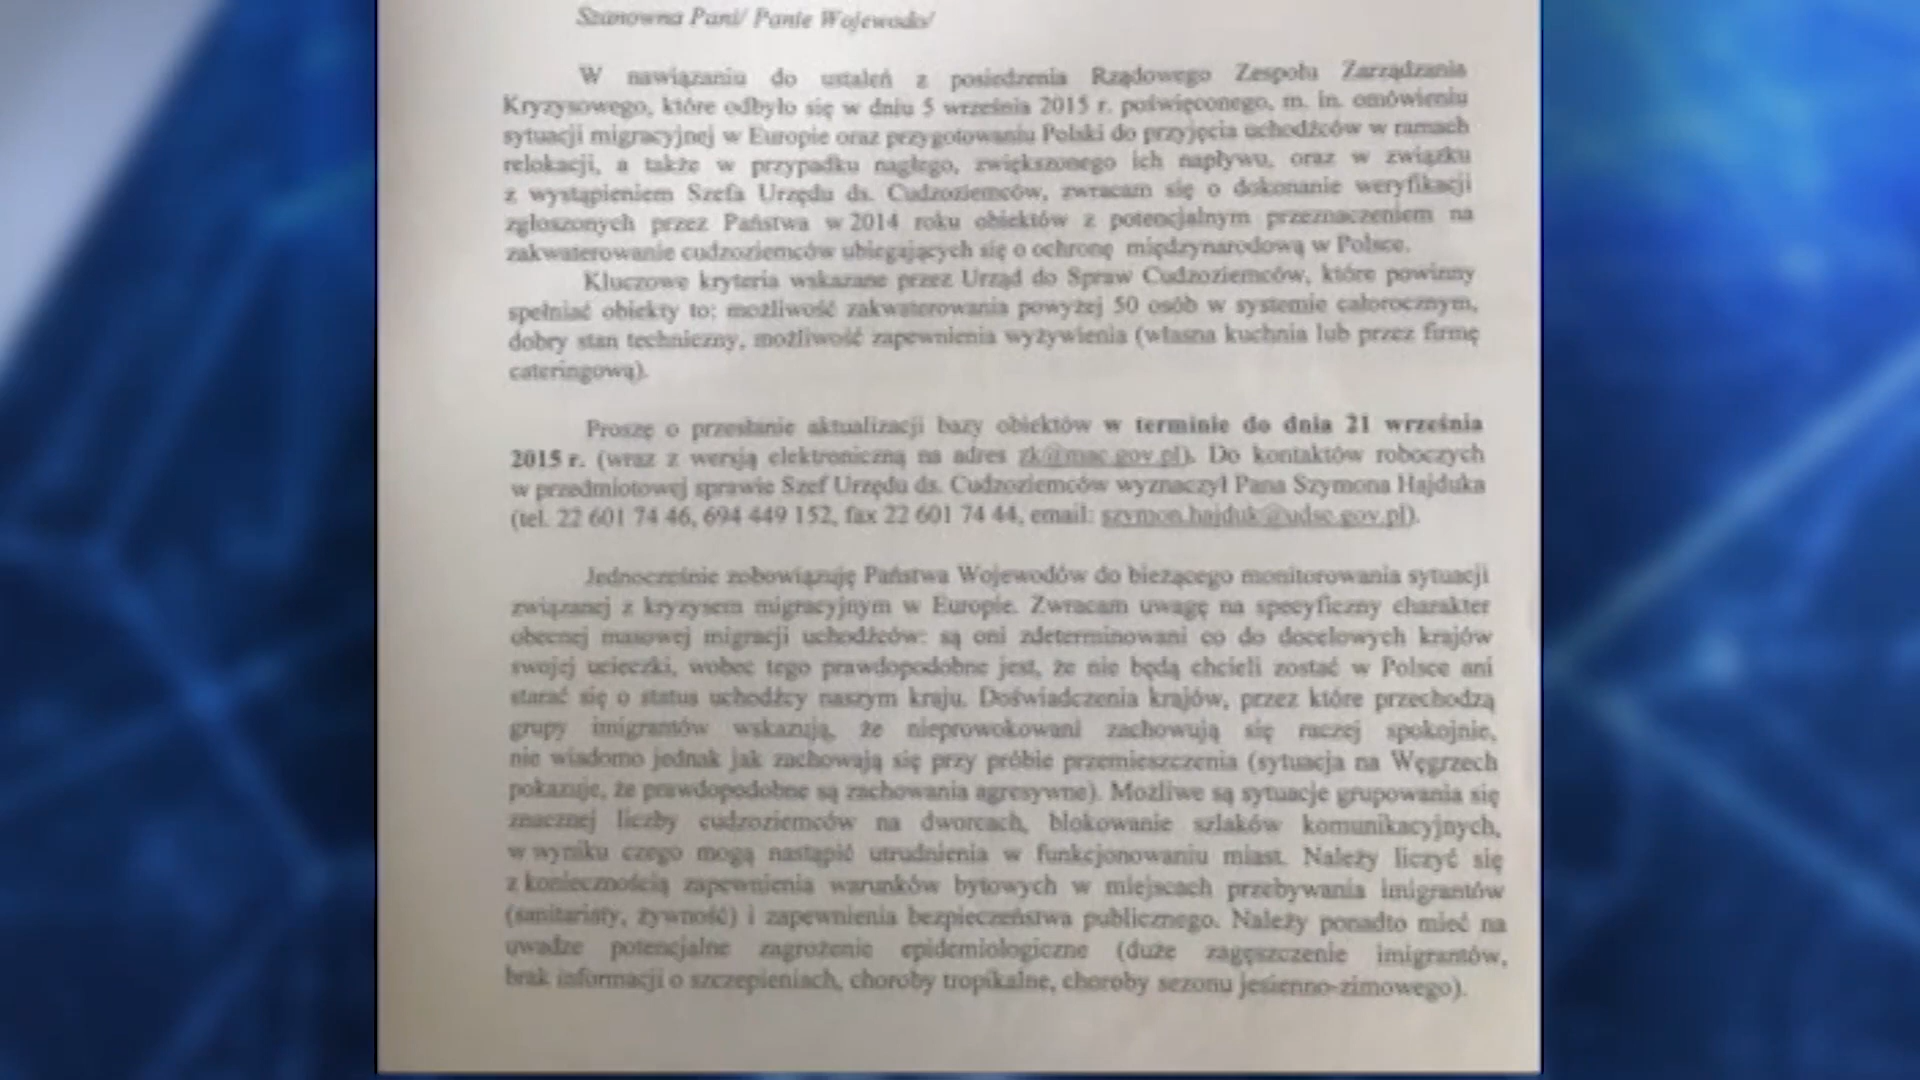 Szanowna Pani/ Panie Wojewodo/
W nawiązaniu do ustaleń z posiedzenia Rządowego Zespołu Zarządzania
Kryzysowego, które odbyło się w dniu 5 września 2015 r. poświęconego, m. in. omówieniu
sytuacji migracyjnej w Europie oraz przygotowaniu Polski do przyjęcia uchodźców w ramach
relokacji, a także w przypadku nagłego, zwiększonego ich napływu, oraz w związku
z wystąpieniem Szefa Urzędu ds. Cudzoziemców, zwracam się o dokonanie weryfikacji
zgłoszonych przez Państwa w 2014 roku obiektów z potencjalnym przeznaczeniem na
zakwaterowanie cudzoziemców ubiegających się o ochronę międzynarodową w Polsce.
Kluczowe kryteria wskazane przez Urząd do Spraw Cudzoziemców, które powinny
spełniać obiekty to: możliwość zakwaterowania powyżej 50 osób w systemie całorocznym,
dobry stan techniczny, możliwość zapewnienia wyżywienia (własna kuchnia lub przez firmę
cateringową).
Proszę o przesłanie aktualizacji bazy obiektów w terminie do dnia 21 września
2015 r. (wraz z wersją elektroniczną na adres zk@mac.gov.pl). Do kontaktów roboczych
w przedmiotowej sprawie Szef Urzędu ds. Cudzoziemców wyznaczył Pana Szymona Hajduka
(tel. 22 601 74 46, 694 449 152, fax 22 601 74 44, email: szymon.hajduk@udsc.gov.pl).
Jednocześnie zobowiązuję Państwa Wojewodów do bieżącego monitorowania sytuacji
związanej z kryzysem migracyjnym w Europie. Zwracam uwagę na specyficzny charakter
obecnej masowej migracji uchodźców: są oni zdeterminowani co do docelowych krajów
swojej ucieczki, wobec tego prawdopodobne jest, że nie będą chcieli zostać w Polsce ani
starać się o status uchodźcy naszym kraju. Doświadczenia krajów, przez które przechodzą
grupy imigrantów wskazują, że nieprowokowani zachowują się raczej spokojnie,
nie wiadomo jednak jak zachowają się przy próbie przemieszczenia (sytuacja na Węgrzech
pokazuje, że prawdopodobne są zachowania agresywne). Możliwe są sytuacje grupowania się
znacznej liczby cudzoziemców na dworcach, blokowanie szlaków komunikacyjnych,
w wyniku czego mogą nastąpić utrudnienia w funkcjonowaniu miast. Należy liczyć się
z koniecznością zapewnienia warunków bytowych w miejscach przebywania imigrantów
(sanitariaty, żywność) i zapewnienia bezpieczeństwa publicznego. Należy ponadto mieć na
uwadze potencjalne zagrożenie epidemiologiczne (duże zagęszczenie imigrantów,
brak informacji o szczepieniach, choroby tropikalne, choroby sezonu jesienno-zimowego).